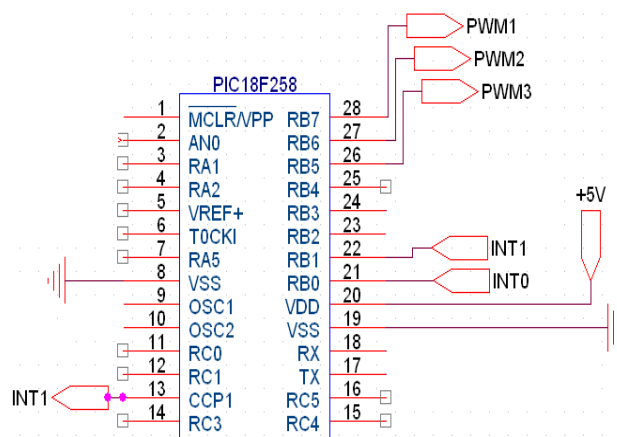 PWM1
PWM2
PWM3
PIC18F258
1 MCLR/VPP RB7 28
2 AN0 RB6 27
3 RA1 RB5 26
4 RA2 RB4 25
5 VREF+ RB3 24
6 T0CKI RB2 23
7 RA5 RB1 22
8 VSS RB0 21
9 OSC1 VDD 20
10 OSC2 VSS 19
11 RC0 RX 18
12 RC1 TX 17
13 CCP1 RC5 16
14 RC3 RC4 15
+5V
INT1
INT0
INT1